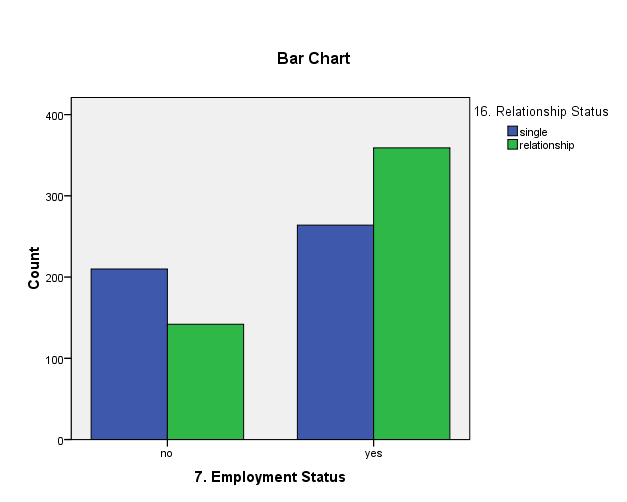 Bar Chart
16. Relationship Status
single
relationship
Count
400
300
200
100
0
no
yes
7. Employment Status